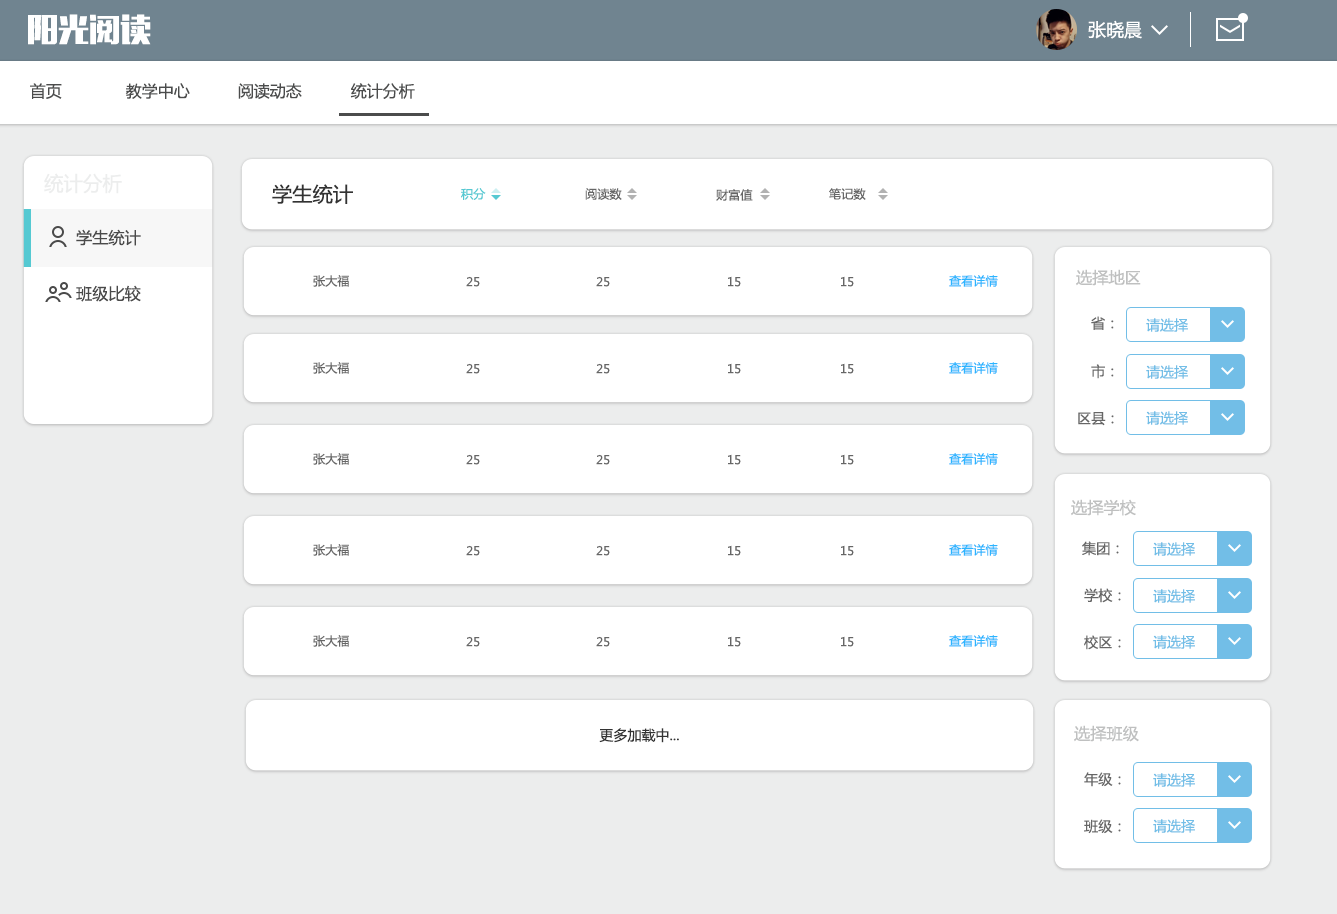 阳光阅读
张晓晨
首页 教学中心 阅读动态 统计分析
统计分析
学生统计
班级比较
学生统计 积分 阅读数 财富值 笔记数
张大福 25 25 15 15 查看详情
张大福 25 25 15 15 查看详情
张大福 25 25 15 15 查看详情
张大福 25 25 15 15 查看详情
张大福 25 25 15 15 查看详情
更多加载中...
选择地区
省： 请选择
市： 请选择
区县： 请选择
选择学校
集团： 请选择
学校： 请选择
校区： 请选择
选择班级
年级： 请选择
班级： 请选择